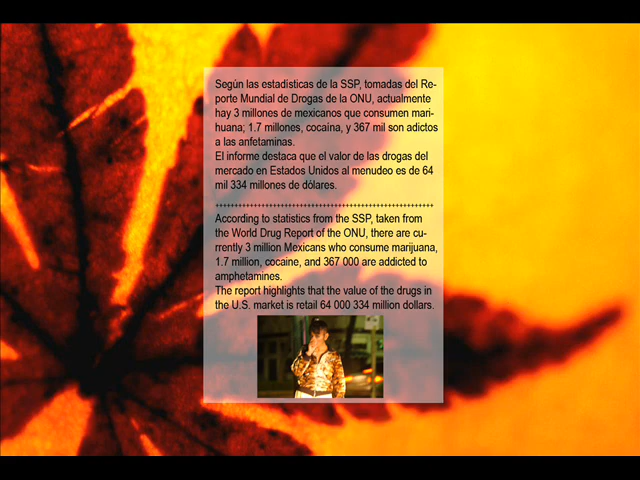 Según las estadísticas de la SSP, tomadas del Re-
porte Mundial de Drogas de la ONU, actualmente
hay 3 millones de mexicanos que consumen mari-
huana; 1.7 millones, cocaína, y 367 mil son adictos
a las anfetaminas.
El informe destaca que el valor de las drogas del
mercado en Estados Unidos al menudeo es de 64
mil 334 millones de dólares.
++++++++++++++++++++++++++++++++++++++++++++++++++++++++
According to statistics from the SSP, taken from
the World Drug Report of the ONU, there are cu-
rrently 3 million Mexicans who consume marijuana,
1.7 million, cocaine, and 367 000 are addicted to
amphetamines.
The report highlights that the value of the drugs in
the U.S. market is retail 64 000 334 million dollars.